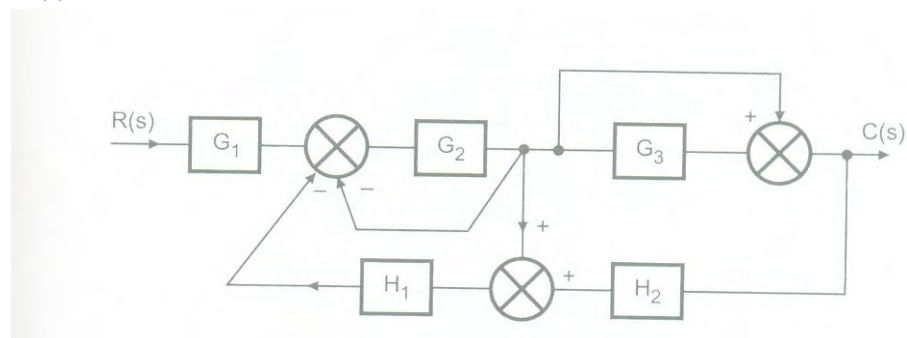 R(s)
G₁
G₂
G₃
+
C(s)
− −
+
H₁
+
H₂